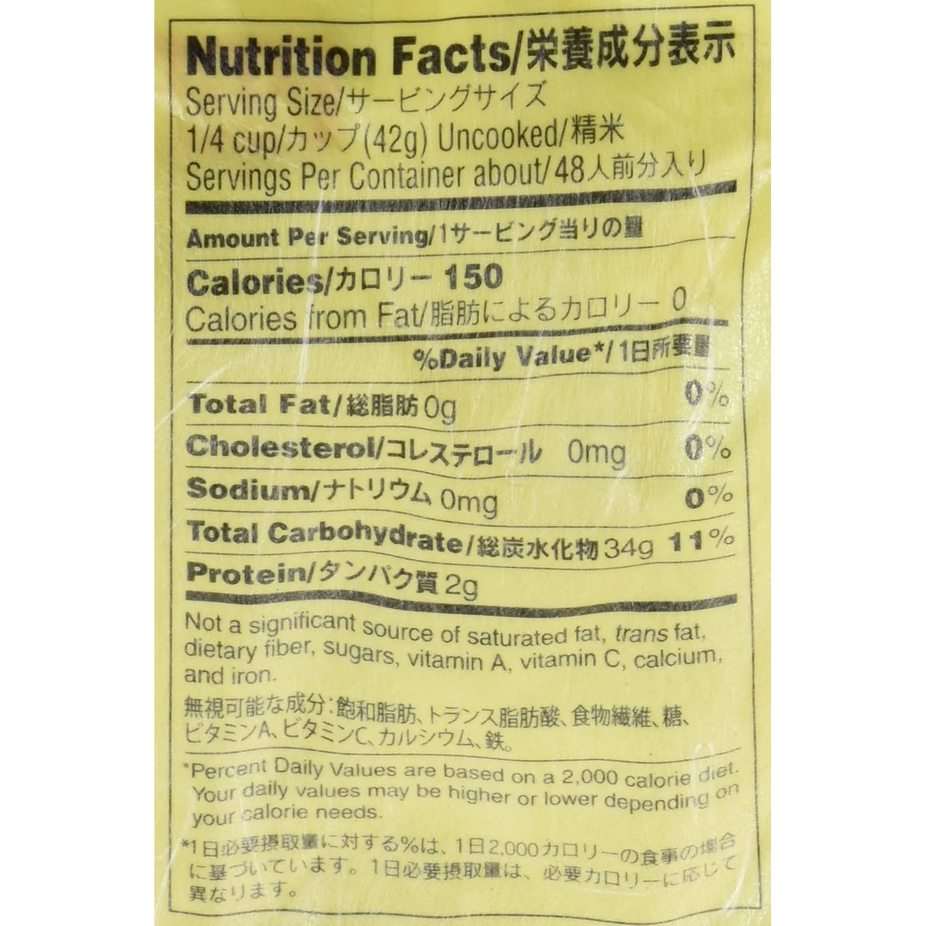 Nutrition Facts/栄養成分表示
Serving Size/サービングサイズ
1/4 cup/カップ(42g) Uncooked/精米
Servings Per Container about/48人前分入り
Amount Per Serving/1サービング当りの量
Calories/カロリー 150
Calories from Fat/脂肪によるカロリー 0
%Daily Value*/1日所要量
Total Fat/総脂肪 0g 0%
Cholesterol/コレステロール 0mg 0%
Sodium/ナトリウム 0mg 0%
Total Carbohydrate/総炭水化物 34g 11%
Protein/タンパク質 2g
Not a significant source of saturated fat, trans fat,
dietary fiber, sugars, vitamin A, vitamin C, calcium,
and iron.
無視可能な成分:飽和脂肪、トランス脂肪酸、食物繊維、糖、
ビタミンA、ビタミンC、カルシウム、鉄。
*Percent Daily Values are based on a 2,000 calorie diet.
Your daily values may be higher or lower depending on
your calorie needs.
*1日必要摂取量に対する%は、1日2,000カロリーの食事の場合
に基づいています。1日必要摂取量は、必要カロリーに応じて
異なります。